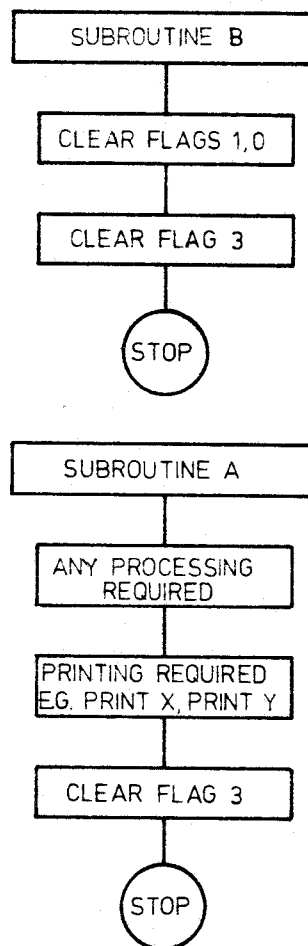 SUBROUTINE B
CLEAR FLAGS 1,0
CLEAR FLAG 3
STOP
SUBROUTINE A
ANY PROCESSING
REQUIRED
PRINTING REQUIRED
E.G. PRINT X, PRINT Y
CLEAR FLAG 3
STOP